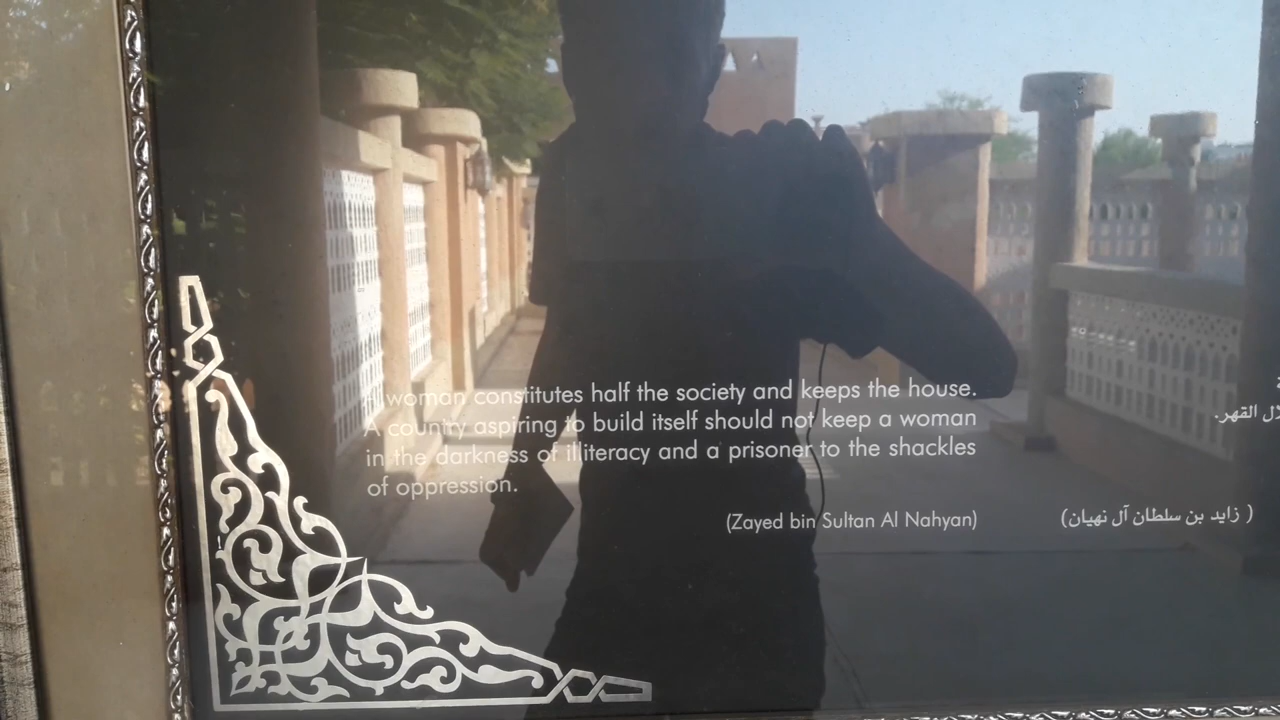 A woman constitutes half the society and keeps the house.
A country aspiring to build itself should not keep a woman
in the darkness of illiteracy and a prisoner to the shackles
of oppression.
(Zayed bin Sultan Al Nahyan)
القهر.
( زايد بن سلطان آل نهيان)